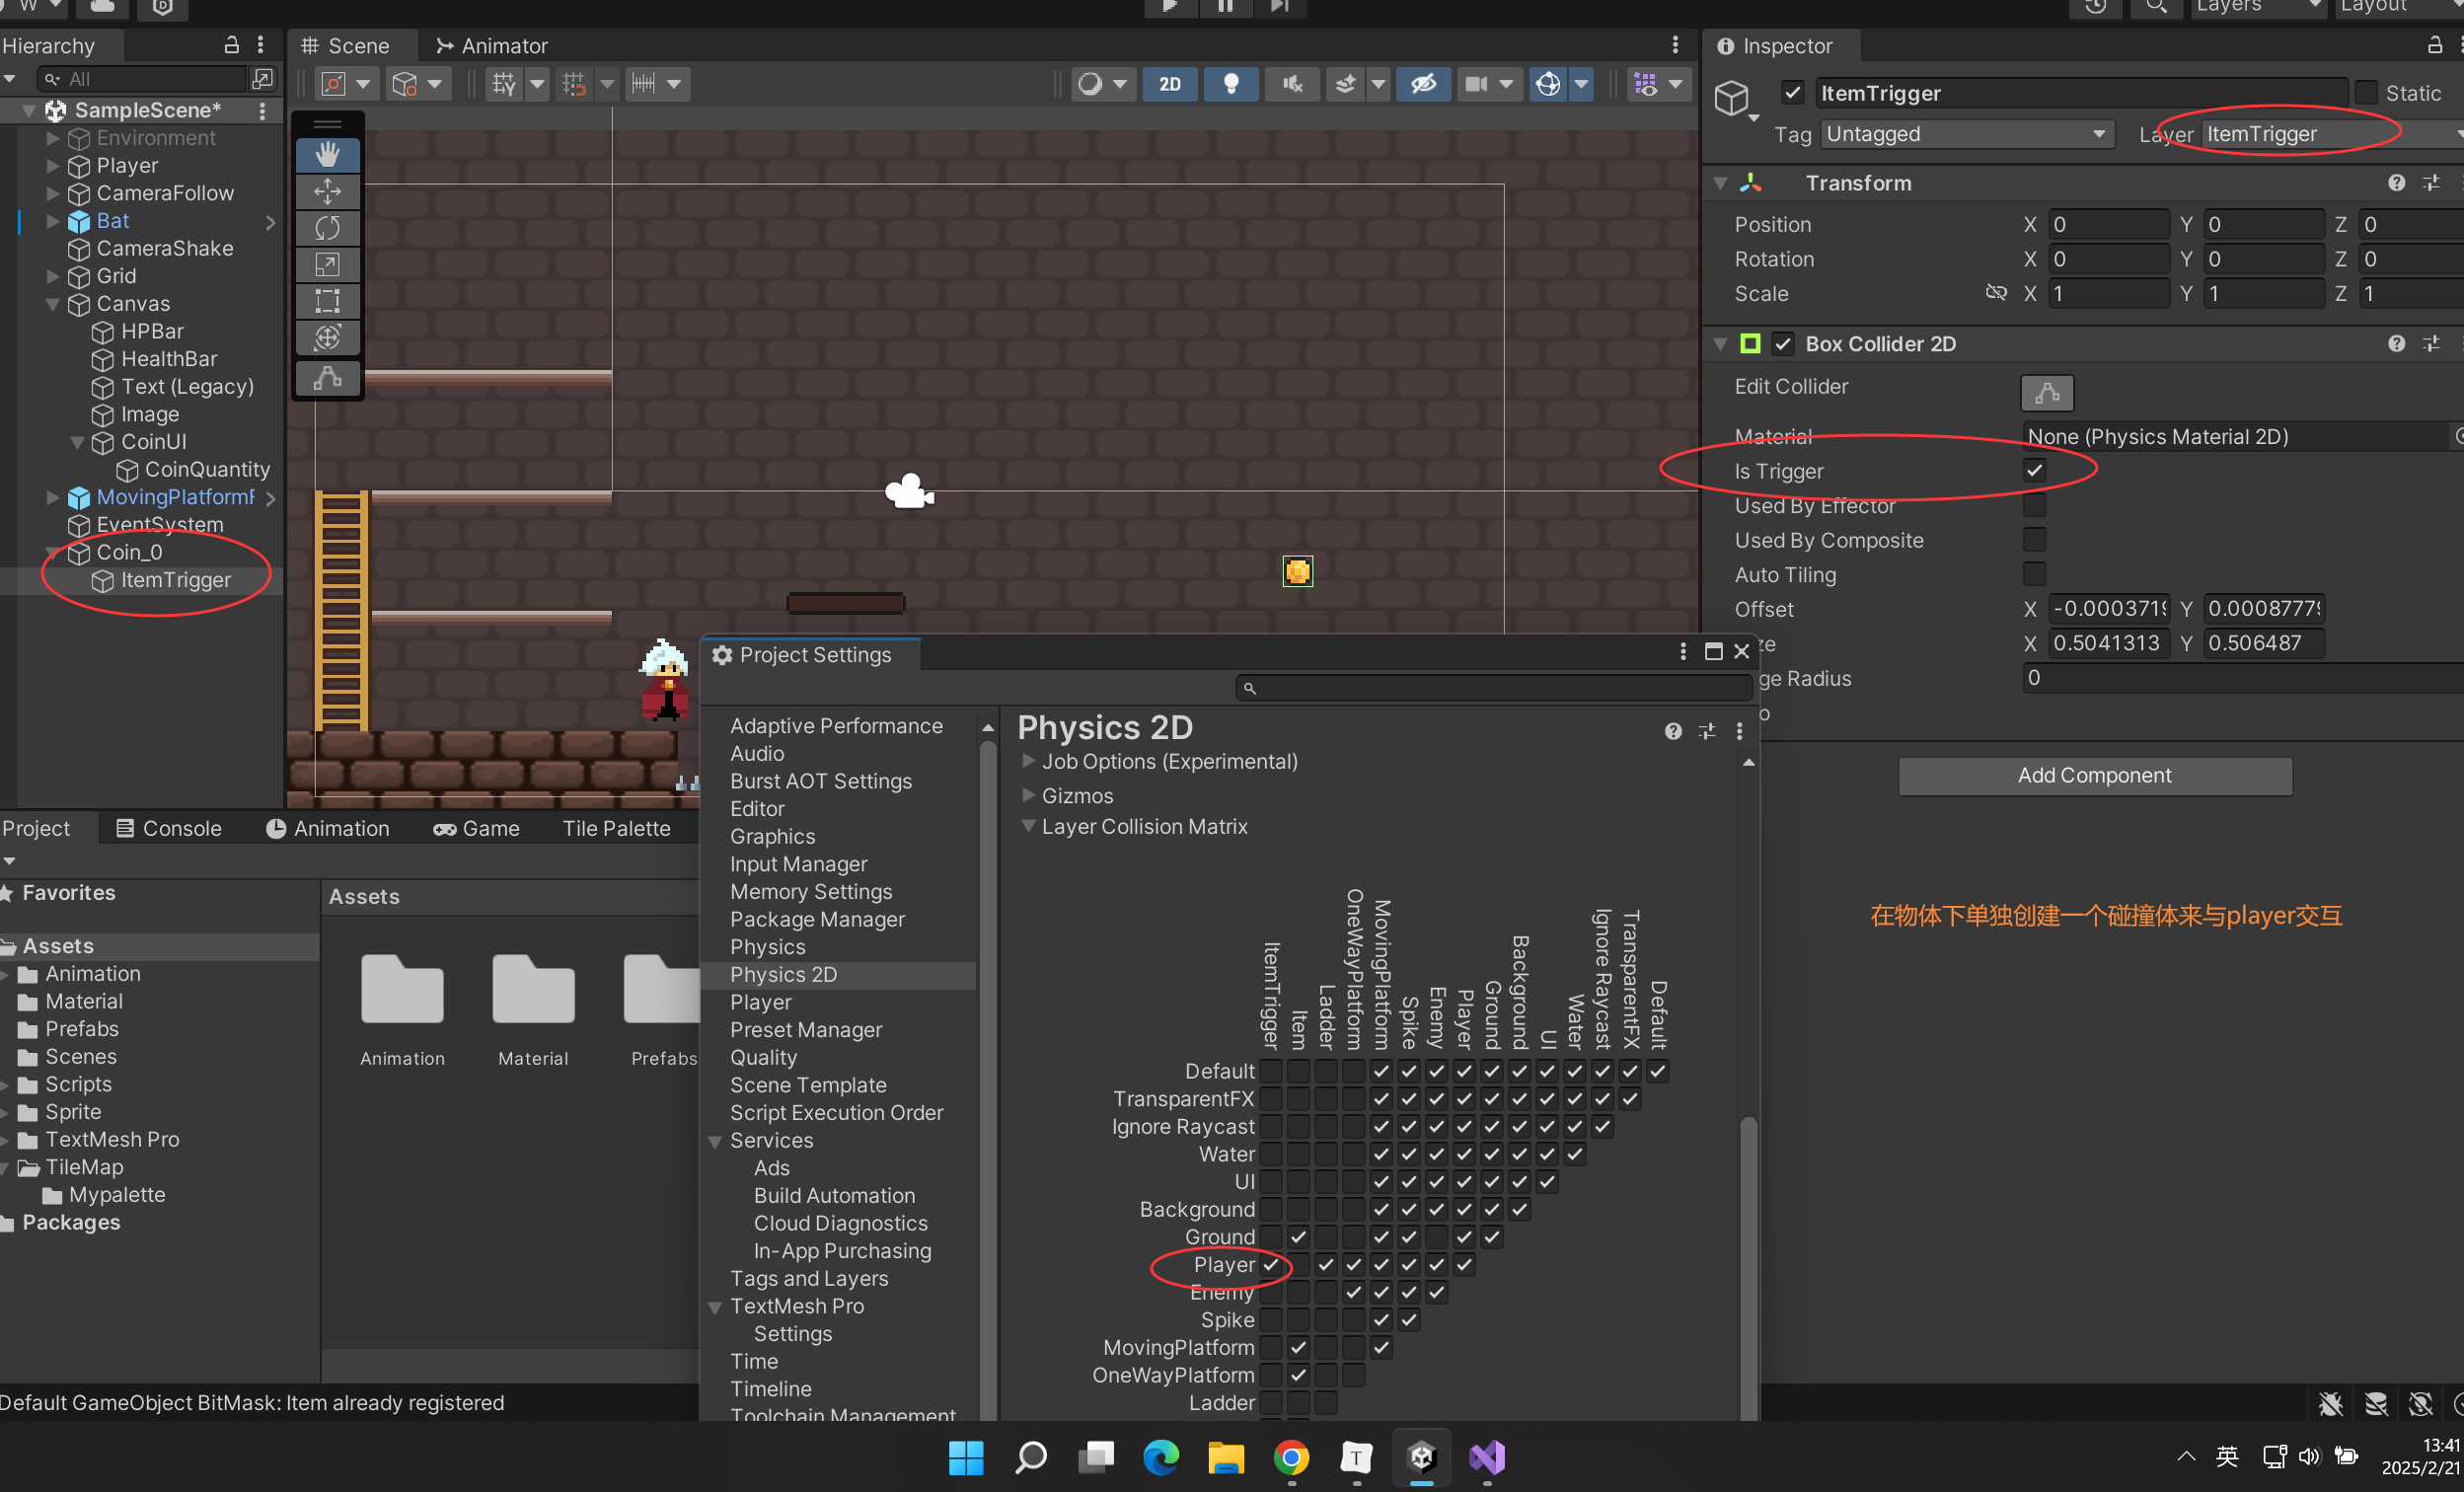 W
Layers
Layout
Hierarchy
Scene
Animator
Inspector
All
2D
ItemTrigger
Static
SampleScene*
Tag
Untagged
Layer
ItemTrigger
Environment
Player
CameraFollow
Bat
CameraShake
Grid
Canvas
HPBar
HealthBar
Text (Legacy)
Image
CoinUI
CoinQuantity
MovingPlatformF
EventSystem
Coin_0
ItemTrigger
Transform
Position X 0 Y 0 Z 0
Rotation X 0 Y 0 Z 0
Scale X 1 Y 1 Z 1
Box Collider 2D
Edit Collider
Material None (Physics Material 2D)
Is Trigger
Used By Effector
Used By Composite
Auto Tiling
Offset X -0.000371 Y 0.00087779
ze X 0.5041313 Y 0.506487
ge Radius 0
o
Add Component
在物体下单独创建一个碰撞体来与player交互
Project Settings
Adaptive Performance
Audio
Burst AOT Settings
Editor
Graphics
Input Manager
Memory Settings
Package Manager
Physics
Physics 2D
Player
Preset Manager
Quality
Scene Template
Script Execution Order
Services
Ads
Build Automation
Cloud Diagnostics
In-App Purchasing
Tags and Layers
TextMesh Pro
Settings
Time
Timeline
Toolchain Management
Physics 2D
Job Options (Experimental)
Gizmos
Layer Collision Matrix
ItemTrigger
Item
Ladder
OneWayPlatform
MovingPlatform
Spike
Enemy
Player
Ground
Background
UI
Water
Ignore Raycast
TransparentFX
Default
Default
TransparentFX
Ignore Raycast
Water
UI
Background
Ground
Player
Enemy
Spike
MovingPlatform
OneWayPlatform
Ladder
Project
Console
Animation
Game
Tile Palette
Favorites
Assets
Assets
Animation
Material
Prefabs
Scenes
Scripts
Sprite
TextMesh Pro
TileMap
Mypalette
Packages
Animation
Material
Prefabs
Default GameObject BitMask: Item already registered
英
13:41
2025/2/21